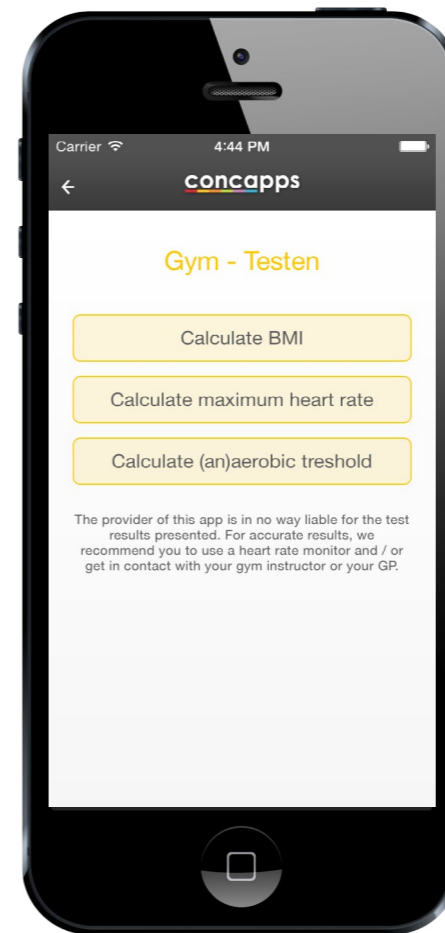 Carrier 4:44 PM
concapps
Gym - Testen
Calculate BMI
Calculate maximum heart rate
Calculate (an)aerobic treshold
The provider of this app is in no way liable for the test
results presented. For accurate results, we
recommend you to use a heart rate monitor and / or
get in contact with your gym instructor or your GP.